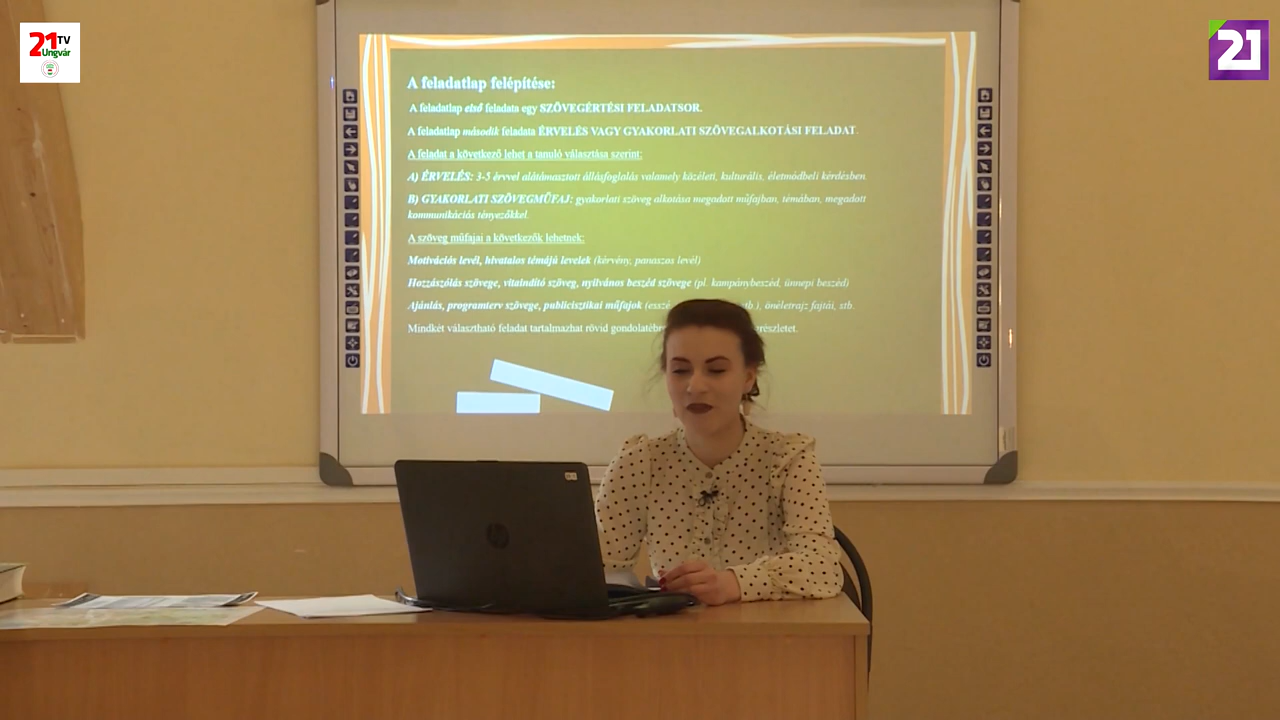 21 TV
Ungvár
21
A feladatlap felépítése:
A feladatlap első feladata egy SZÖVEGÉRTÉSI FELADATSOR.
A feladatlap második feladata ÉRVELÉS VAGY GYAKORLATI SZÖVEGALKOTÁSI FELADAT.
A feladat a következő lehet a tanuló választása szerint:
A) ÉRVELÉS: 3-5 érvvel alátámasztott állásfoglalás valamely közéleti, kulturális, életmódbeli kérdésben.
B) GYAKORLATI SZÖVEGMŰFAJ: gyakorlati szöveg alkotása megadott műfajban, témában, megadott
kommunikációs tényezőkkel.
A szöveg műfajai a következők lehetnek:
Motivációs levél, hivatalos témájú levelek (kérvény, panaszos levél)
Hozzászólás szövege, vitaindító szöveg, nyilvános beszéd szövege (pl. kampánybeszéd, ünnepi beszéd)
Ajánlás, programterv szövege, publicisztikai műfajok (esszé stb.), önéletrajz fajtái, stb.
Mindkét választható feladat tartalmazhat rövid
hp